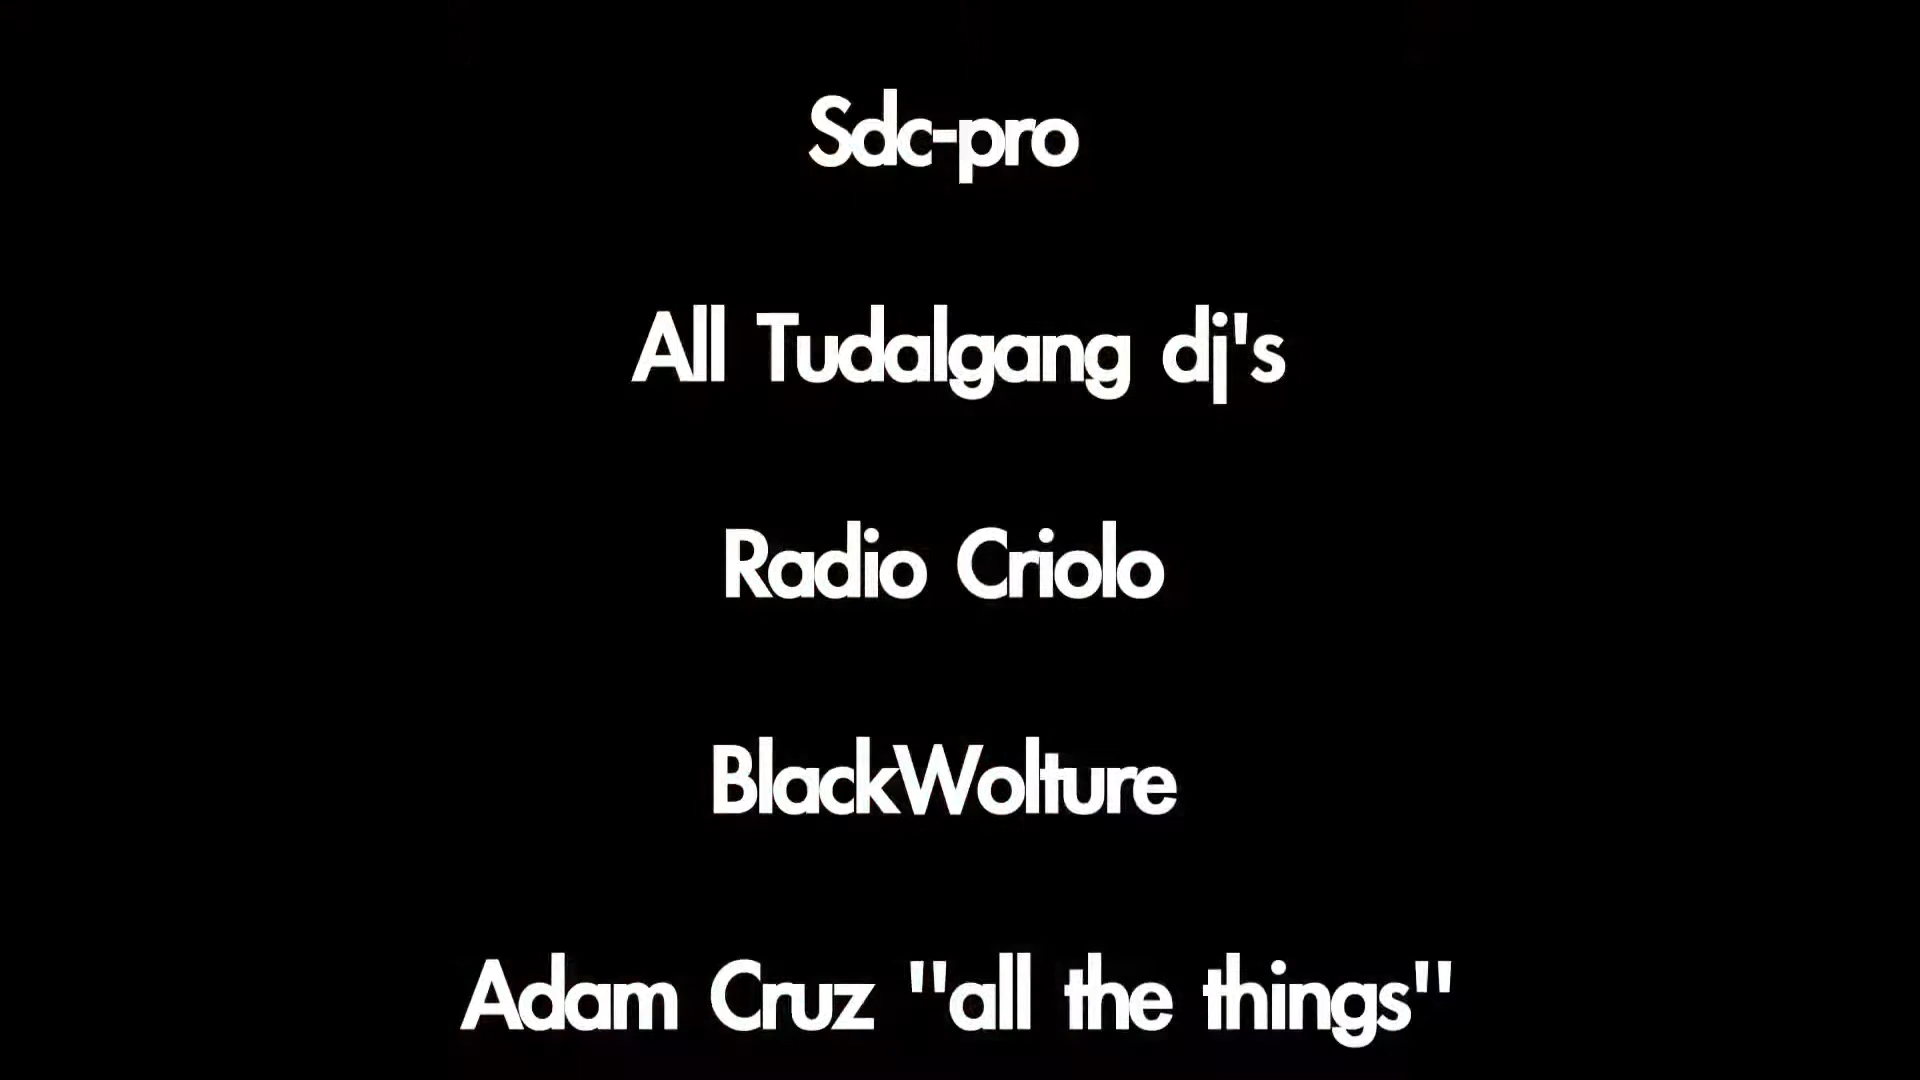 Sdc-pro
All Tudalgang dj's
Radio Criolo
BlackWolture
Adam Cruz "all the things"